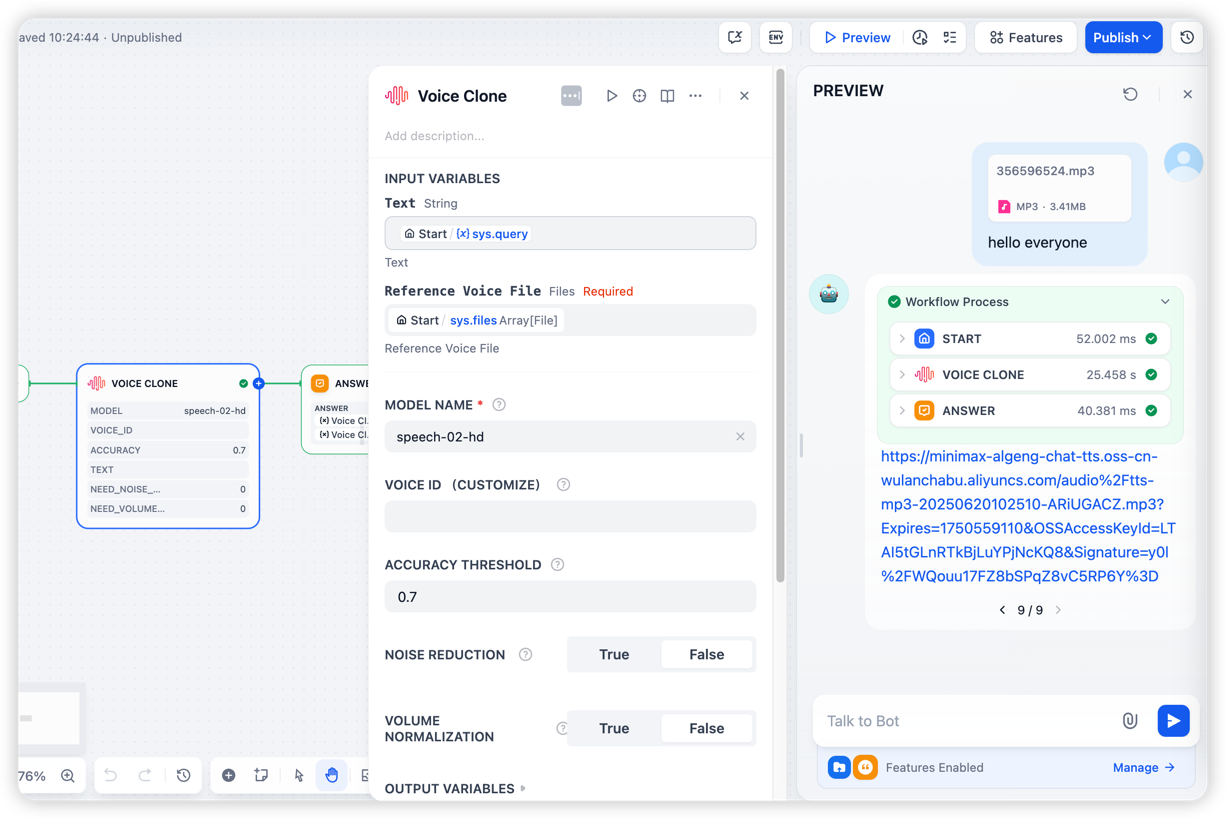 aved 10:24:44 · Unpublished
ENV
Preview
Features
Publish
Voice Clone
Add description...
INPUT VARIABLES
Text String
Start / {x} sys.query
Text
Reference Voice File Files Required
Start / sys.files Array[File]
Reference Voice File
MODEL NAME *
speech-02-hd
VOICE ID （CUSTOMIZE）
ACCURACY THRESHOLD
0.7
NOISE REDUCTION
True False
VOLUME
NORMALIZATION
True False
OUTPUT VARIABLES
VOICE CLONE
MODEL speech-02-hd
VOICE_ID
ACCURACY 0.7
TEXT
NEED_NOISE_... 0
NEED_VOLUME... 0
ANSWE
ANSWER
{x} Voice Cl.
{x} Voice Cl.
76%
PREVIEW
356596524.mp3
MP3 · 3.41MB
hello everyone
Workflow Process
START 52.002 ms
VOICE CLONE 25.458 s
ANSWER 40.381 ms
https://minimax-algeng-chat-tts.oss-cn-
wulanchabu.aliyuncs.com/audio%2Ftts-
mp3-20250620102510-ARiUGACZ.mp3?
Expires=1750559110&OSSAccessKeyId=LT
AI5tGLnRTkBjLuYPjNcKQ8&Signature=y0l
%2FWQouu17FZ8bSPqZ8vC5RP6Y%3D
9 / 9
Talk to Bot
Features Enabled
Manage